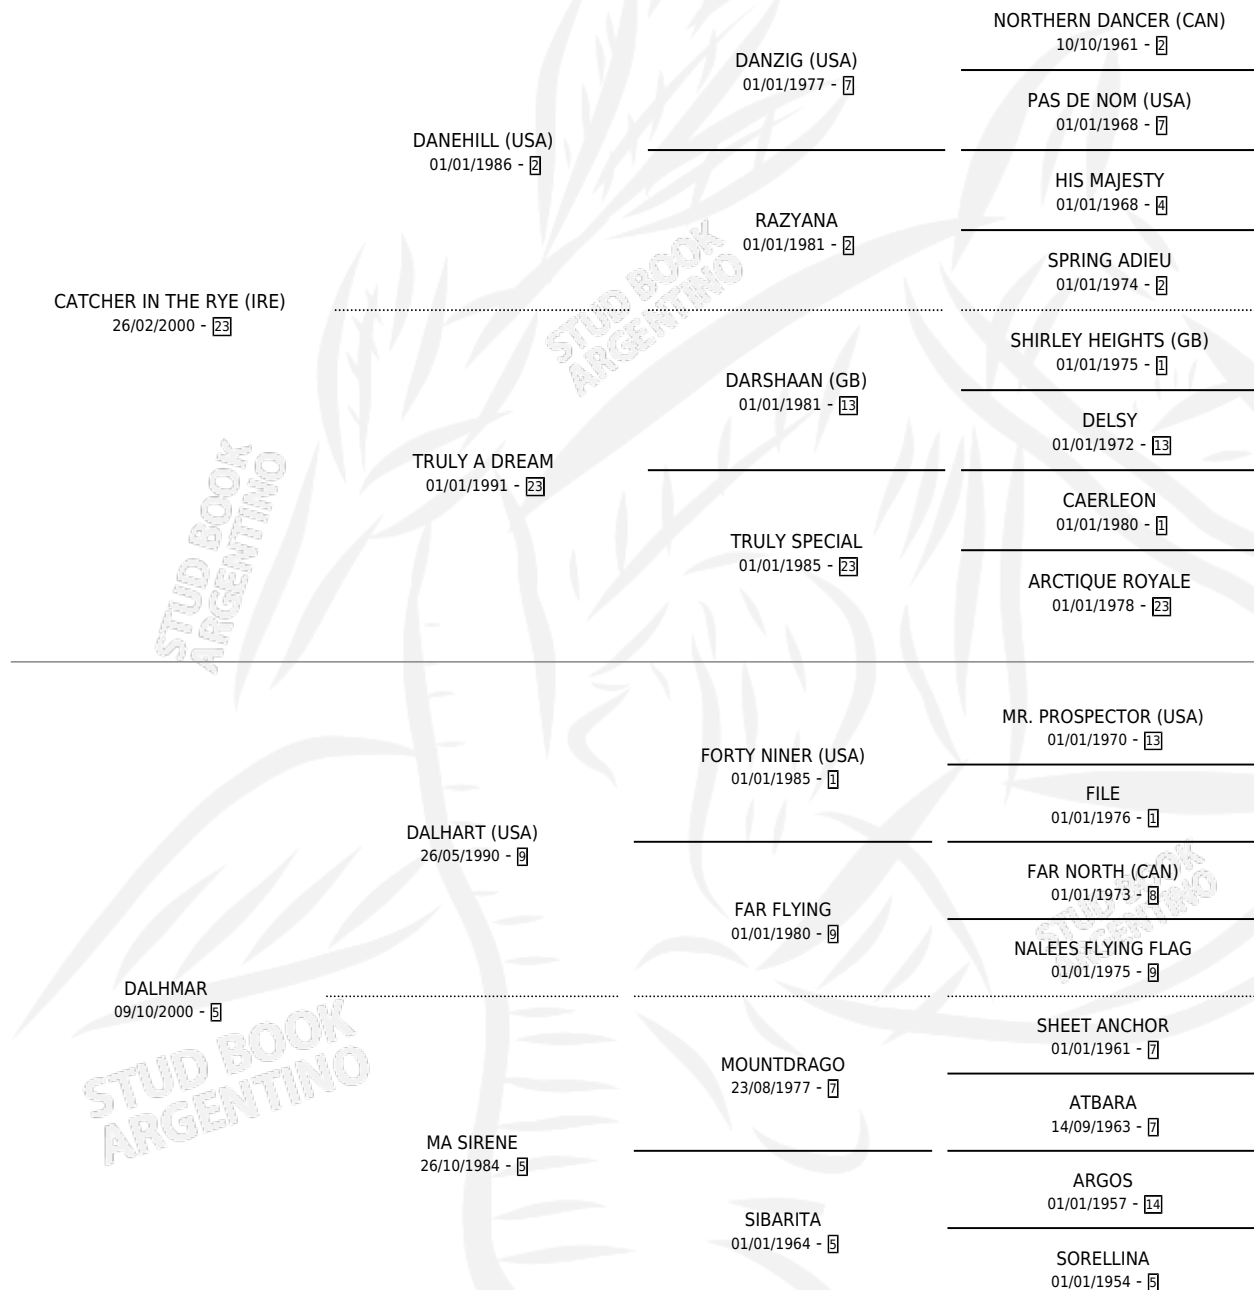 NORTHERN DANCER (CAN)
10/10/1961 - 2
DANZIG (USA)
01/01/1977 - 7
PAS DE NOM (USA)
01/01/1968 - 7
DANEHILL (USA)
01/01/1986 - 2
HIS MAJESTY
01/01/1968 - 4
RAZYANA
01/01/1981 - 2
SPRING ADIEU
01/01/1974 - 2
CATCHER IN THE RYE (IRE)
26/02/2000 - 23
SHIRLEY HEIGHTS (GB)
01/01/1975 - 1
DARSHAAN (GB)
01/01/1981 - 13
DELSY
01/01/1972 - 13
TRULY A DREAM
01/01/1991 - 23
CAERLEON
01/01/1980 - 1
TRULY SPECIAL
01/01/1985 - 23
ARCTIQUE ROYALE
01/01/1978 - 23
MR. PROSPECTOR (USA)
01/01/1970 - 13
FORTY NINER (USA)
01/01/1985 - 1
FILE
01/01/1976 - 1
DALHART (USA)
26/05/1990 - 9
FAR NORTH (CAN)
01/01/1973 - 8
FAR FLYING
01/01/1980 - 9
NALEES FLYING FLAG
01/01/1975 - 9
DALHMAR
09/10/2000 - 5
SHEET ANCHOR
01/01/1961 - 7
MOUNTDRAGO
23/08/1977 - 7
ATBARA
14/09/1963 - 7
MA SIRENE
26/10/1984 - 5
ARGOS
01/01/1957 - 14
SIBARITA
01/01/1964 - 5
SORELLINA
01/01/1954 - 5
STUD BOOK
ARGENTINO
STUD BOOK
ARGENTINO
STUD BOOK
ARGENTINO
STUD BOOK
ARGENTINO